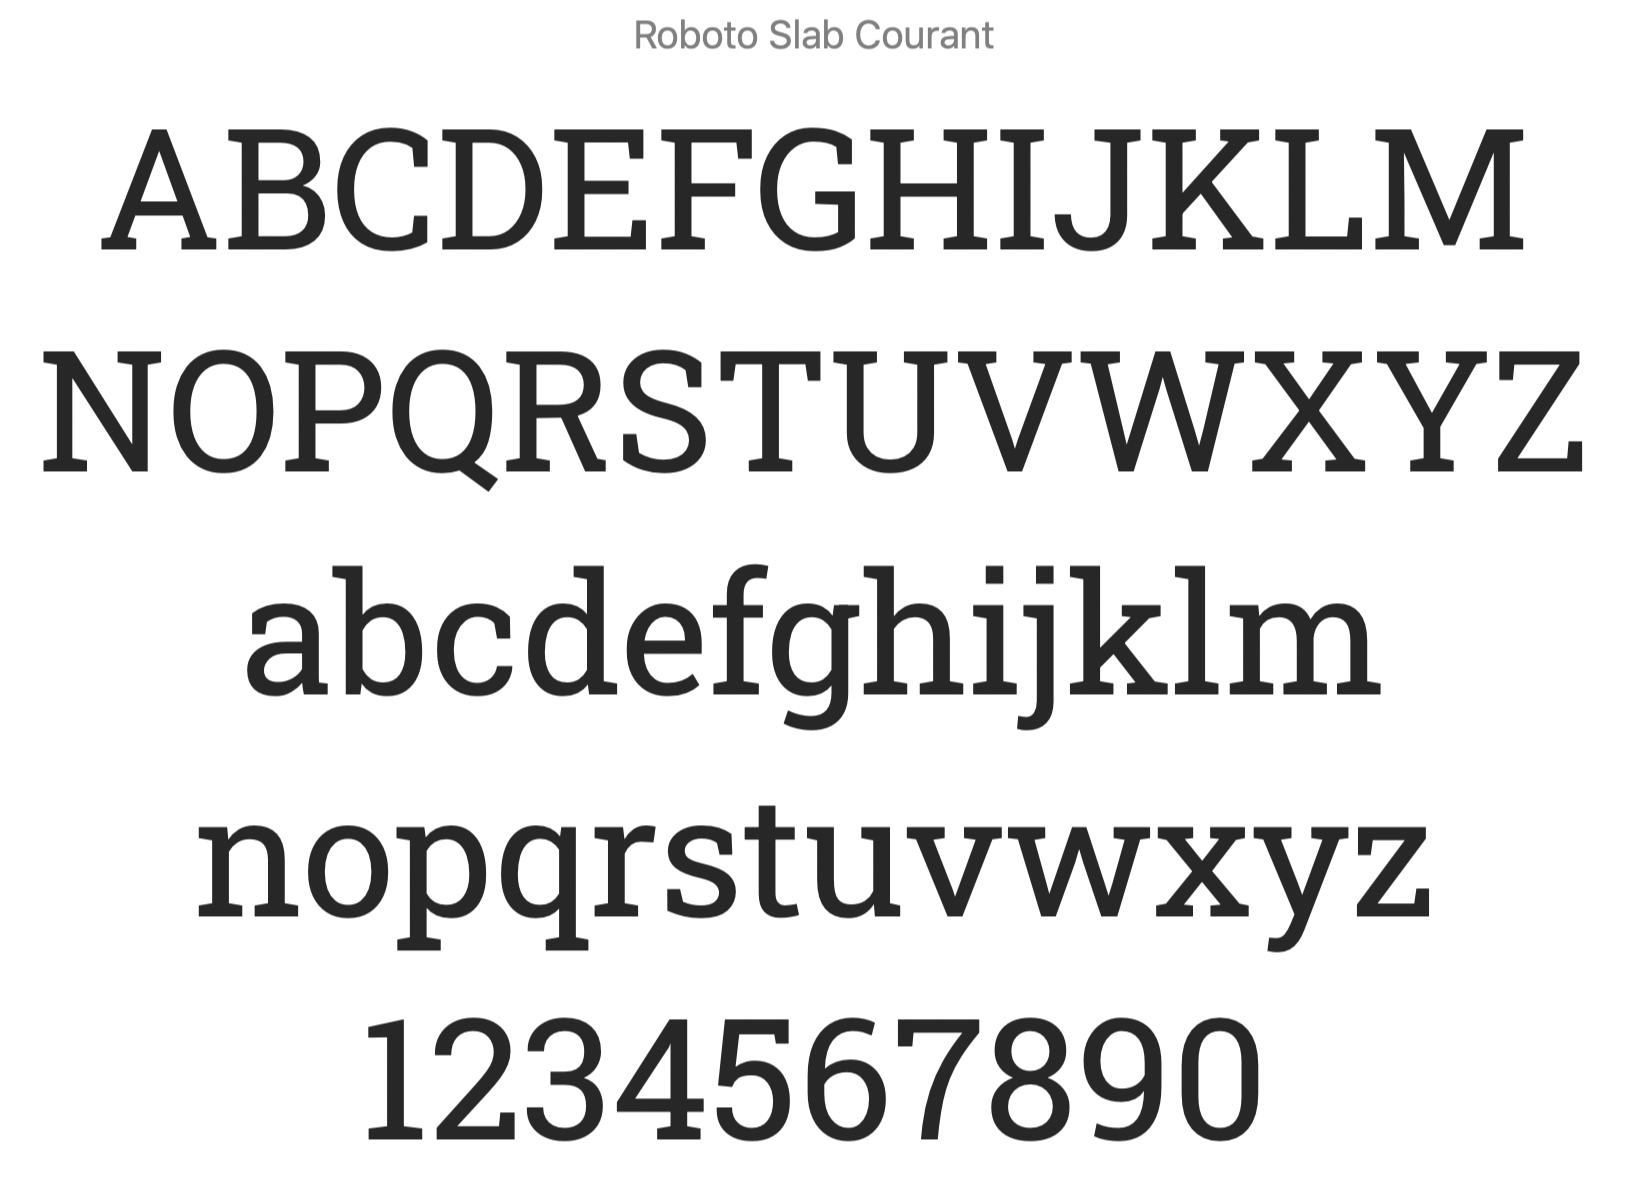 Roboto Slab Courant
ABCDEFGHIJKLM
NOPQRSTUVWXYZ
abcdefghijklm
nopqrstuvwxyz
1234567890